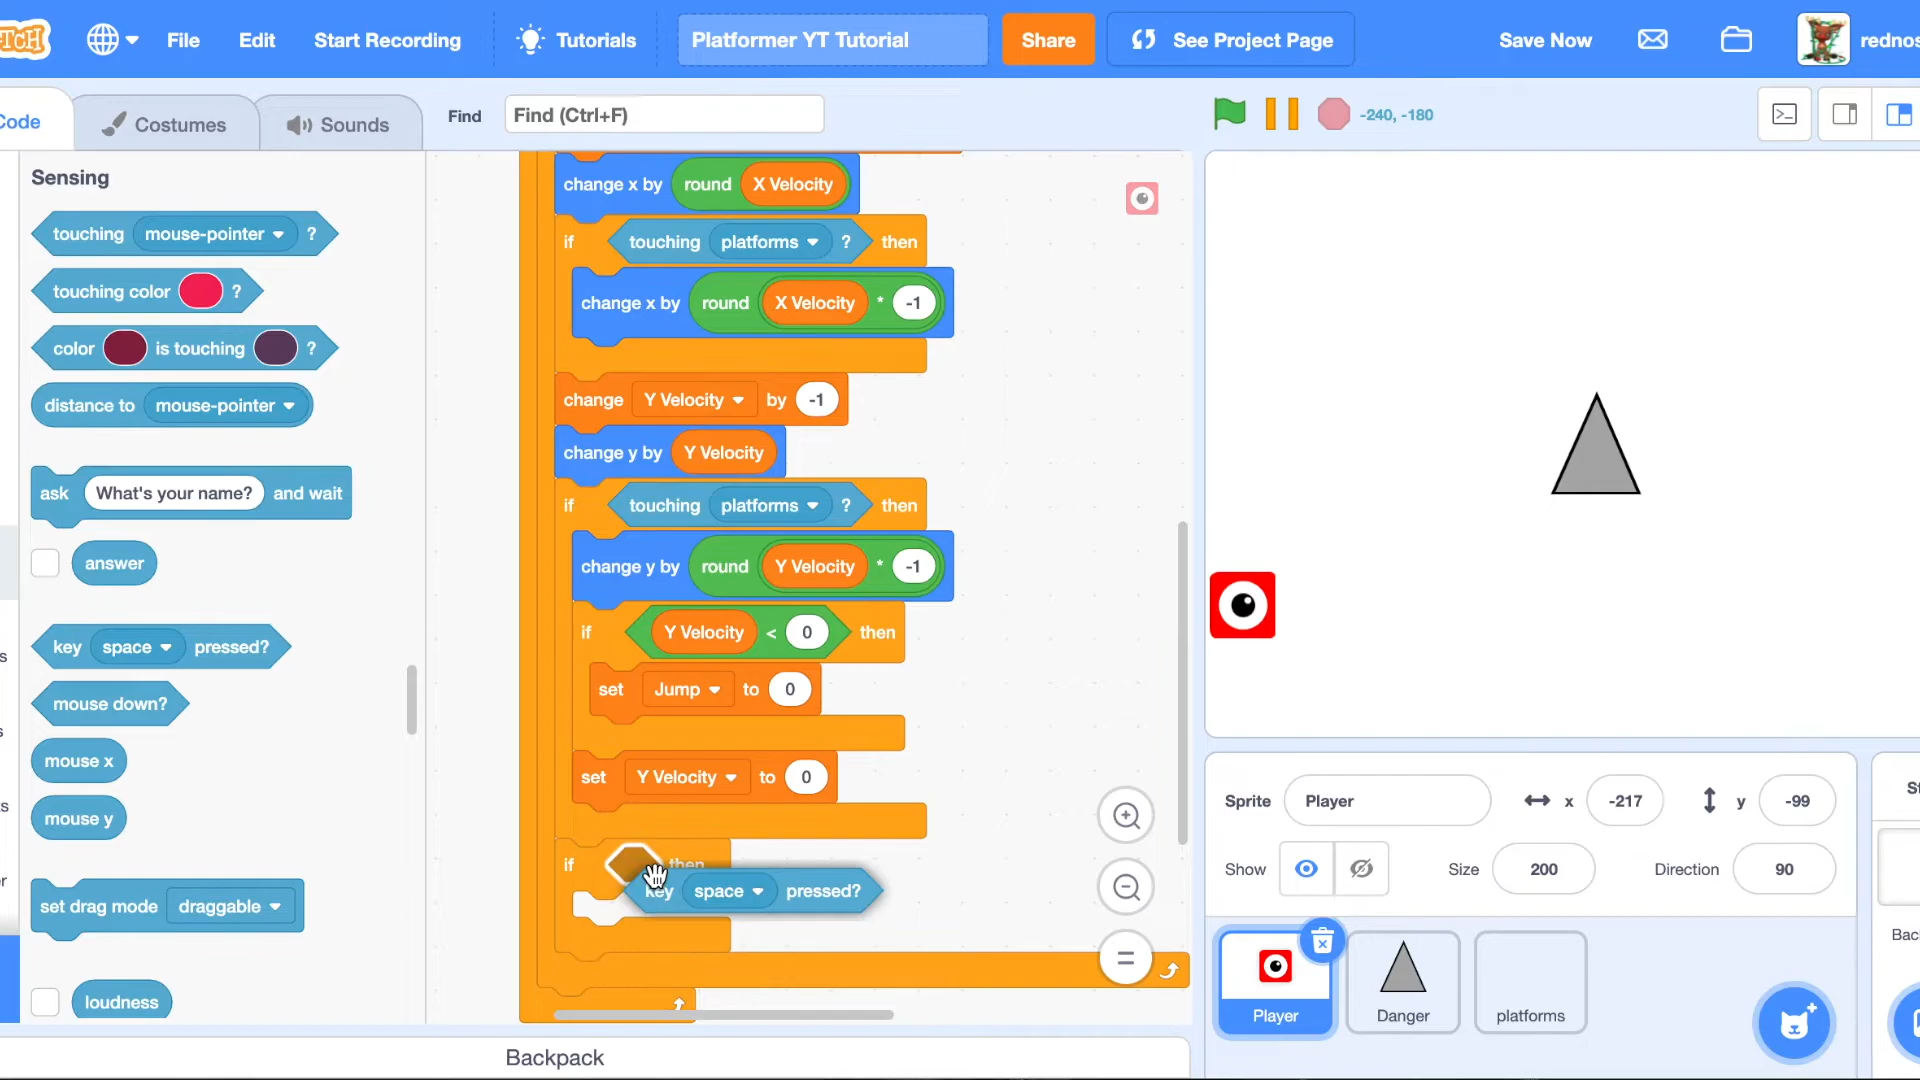 TCH File Edit Start Recording Tutorials Platformer YT Tutorial Share See Project Page Save Now rednos
Code Costumes Sounds Find Find (Ctrl+F) -240, -180
Sensing
touching mouse-pointer ?
touching color ?
color is touching ?
distance to mouse-pointer
ask What's your name? and wait
answer
key space pressed?
mouse down?
mouse x
mouse y
set drag mode draggable
loudness
change x by round X Velocity
if touching platforms ? then
change x by round X Velocity * -1
change Y Velocity by -1
change y by Y Velocity
if touching platforms ? then
change y by round Y Velocity * -1
if Y Velocity < 0 then
set Jump to 0
set Y Velocity to 0
if then
key space pressed?
Backpack
Sprite Player x -217 y -99
Show Size 200 Direction 90
Player Danger platforms